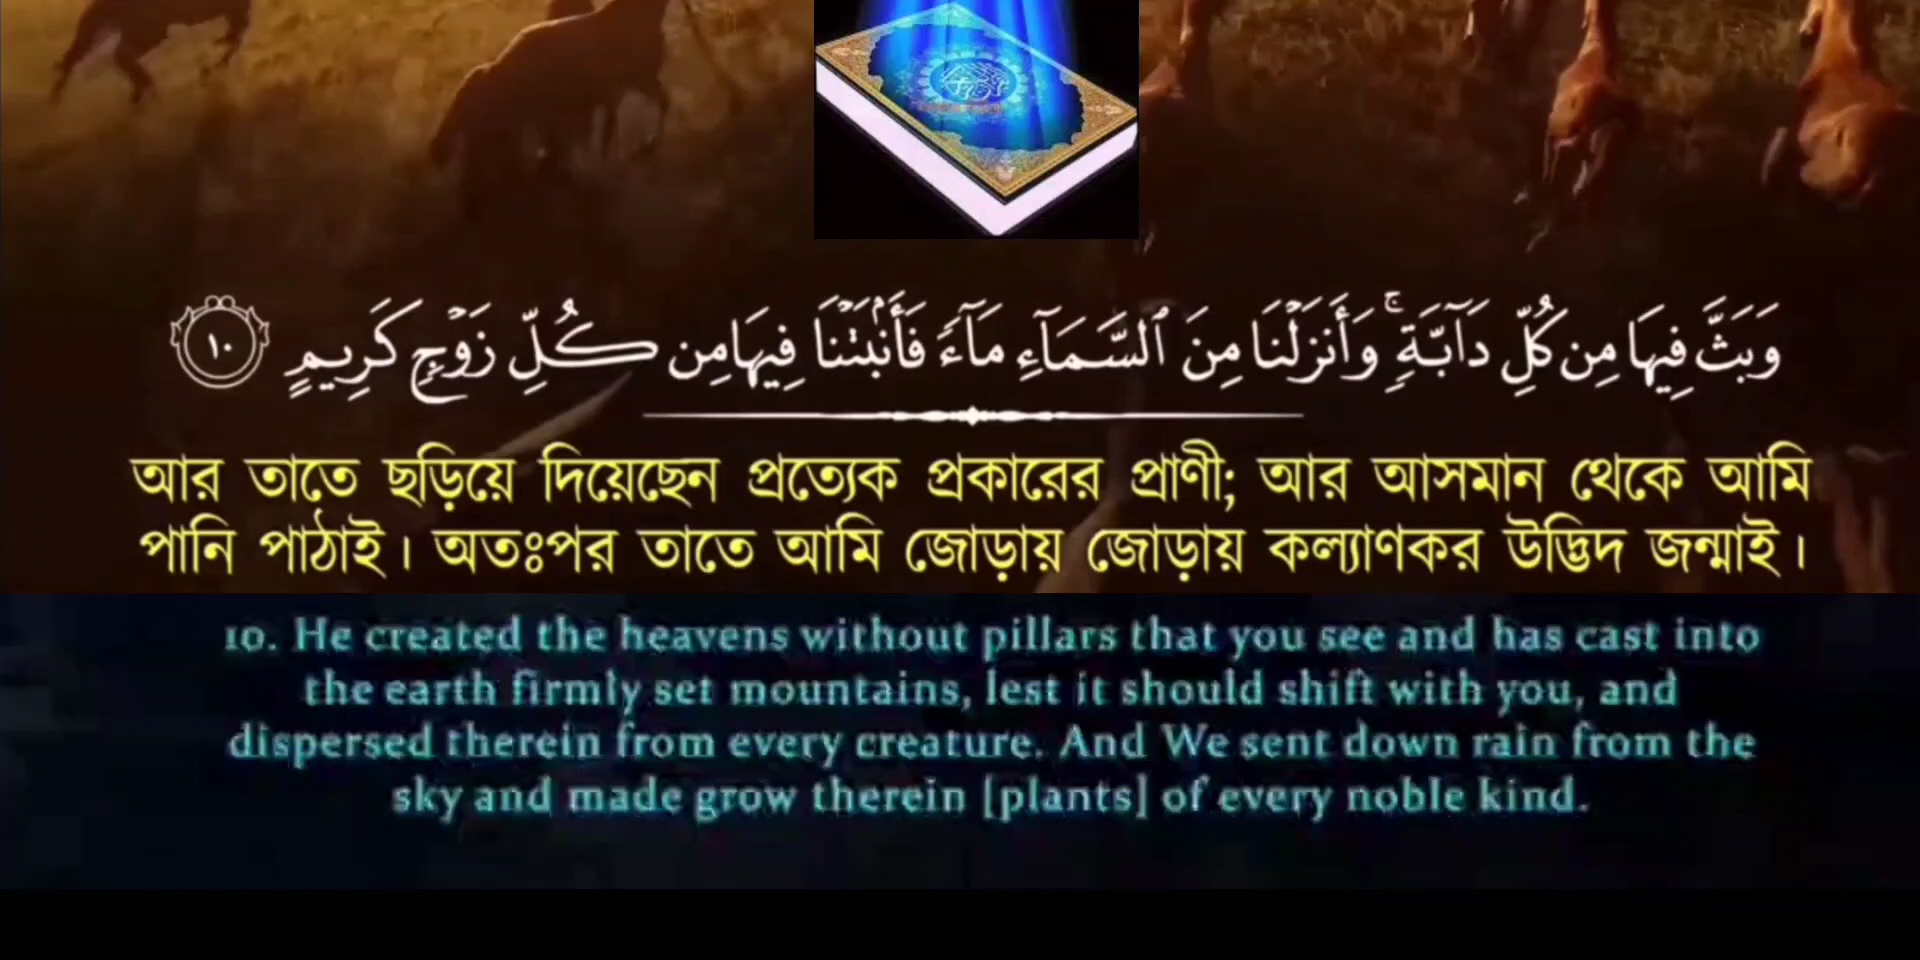 وَبَثَّ فِيهَا مِن كُلِّ دَآبَّةٍۚ وَأَنزَلْنَا مِنَ ٱلسَّمَآءِ مَآءً فَأَنۢبَتْنَا فِيهَا مِن كُلِّ زَوْجٍ كَرِيمٍ ١٠
আর তাতে ছড়িয়ে দিয়েছেন প্রত্যেক প্রকারের প্রাণী; আর আসমান থেকে আমি
পানি পাঠাই। অতঃপর তাতে আমি জোড়ায় জোড়ায় কল্যাণকর উদ্ভিদ জন্মাই।
10. He created the heavens without pillars that you see and has cast into
the earth firmly set mountains, lest it should shift with you, and
dispersed therein from every creature. And We sent down rain from the
sky and made grow therein [plants] of every noble kind.